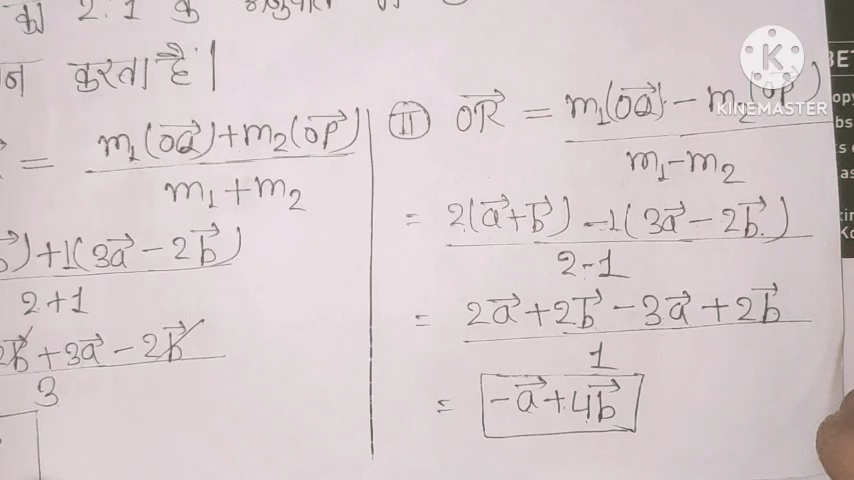 का 2:1 के अनुपात
करता है।
= m₁(OQ⃗)+m₂(OP⃗)
m₁+m₂
)+1(3a⃗-2b⃗)
2+1
2b⃗+3a⃗-2b⃗
3
II OR⃗ = m₁(OQ⃗)-m₂(OP⃗)
m₁-m₂
= 2(a⃗+b⃗)-1(3a⃗-2b⃗)
2-1
= 2a⃗+2b⃗-3a⃗+2b⃗
1
= -a⃗+4b⃗
KINEMASTER